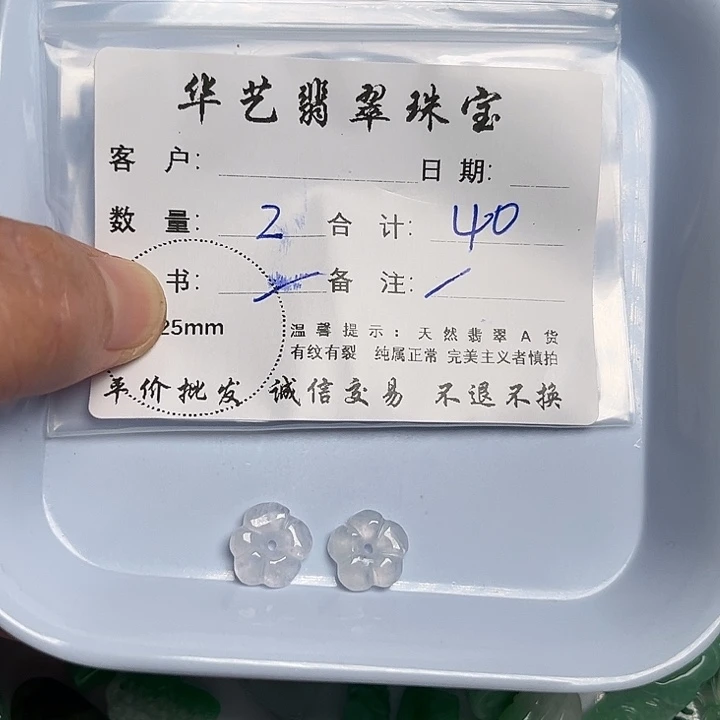 华艺翡翠珠宝
客 户: 日期:
数 量: 2 合 计: 40
书: 备 注: /
25mm
温馨提示: 天然翡翠A货
有纹有裂 纯属正常 完美主义者慎拍
平价批发 诚信交易 不退不换